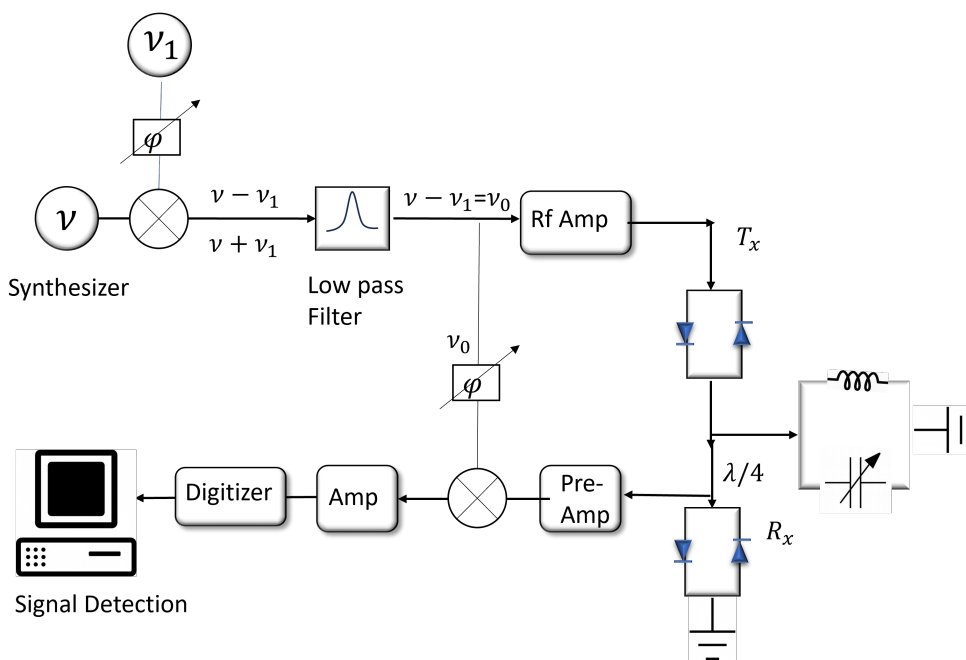 𝜈₁
𝜑
𝜈
𝜈 − 𝜈₁
𝜈 + 𝜈₁
𝜈 − 𝜈₁=𝜈₀
Rf Amp
Tₓ
Synthesizer
Low pass
Filter
𝜈₀
𝜑
λ/4
Digitizer
Amp
Pre-
Amp
Rₓ
Signal Detection